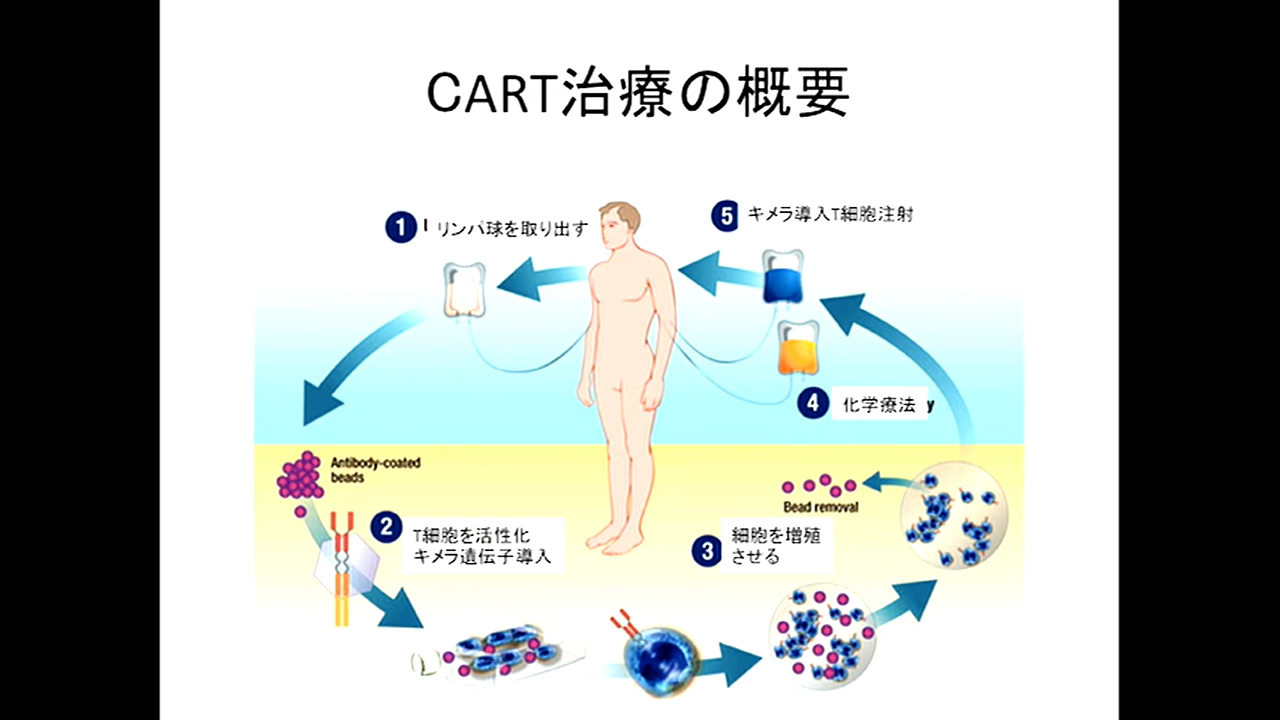 CART治療の概要
1 リンパ球を取り出す
5 キメラ導入T細胞注射
4 化学療法 y
Antibody-coated
beads
2 T細胞を活性化
キメラ遺伝子導入
Bead removal
3 細胞を増殖
させる